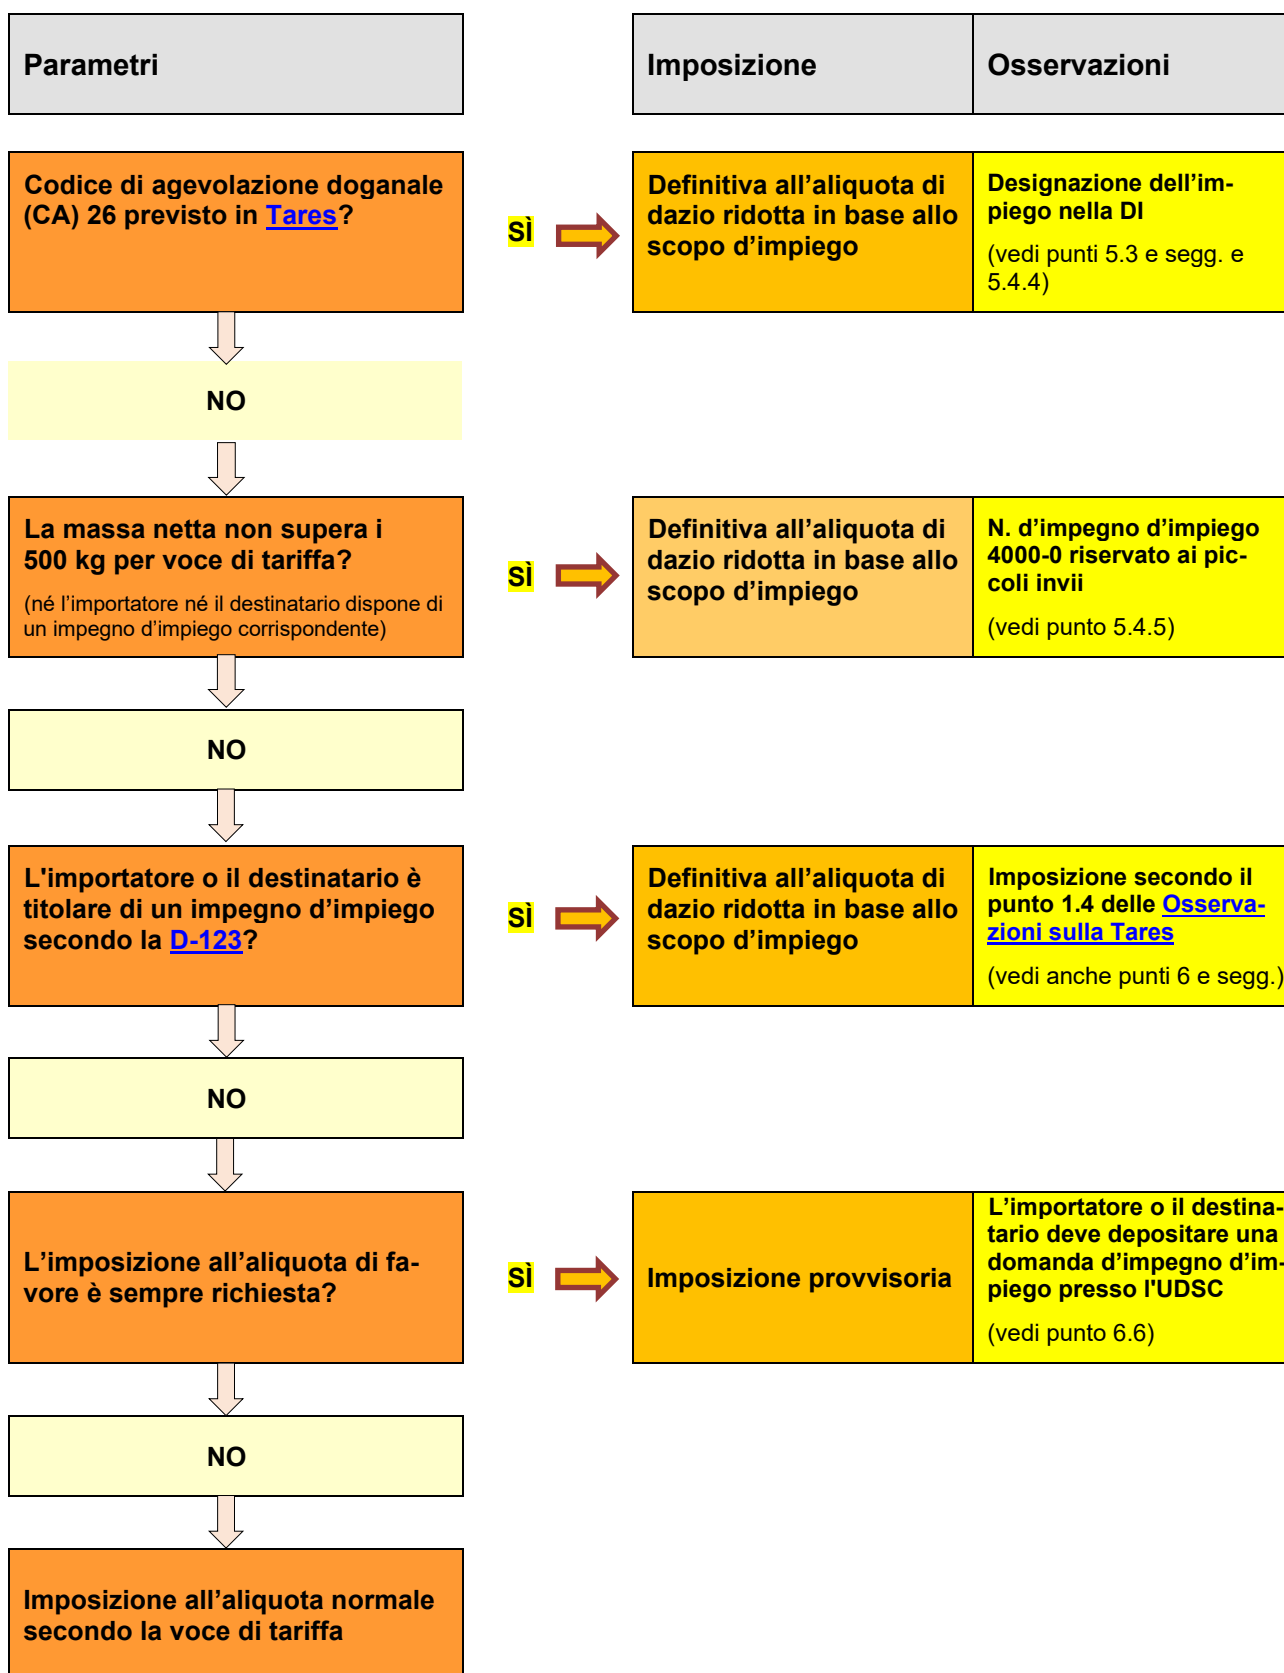 Parametri
Imposizione
Osservazioni
Codice di agevolazione doganale
(CA) 26 previsto in Tares?
SÌ
Definitiva all’aliquota di
dazio ridotta in base allo
scopo d’impiego
Designazione dell’im-
piego nella DI
(vedi punti 5.3 e segg. e
5.4.4)
NO
La massa netta non supera i
500 kg per voce di tariffa?
(né l’importatore né il destinatario dispone di
un impegno d’impiego corrispondente)
SÌ
Definitiva all’aliquota di
dazio ridotta in base allo
scopo d’impiego
N. d’impegno d’impiego
4000-0 riservato ai pic-
coli invii
(vedi punto 5.4.5)
NO
L'importatore o il destinatario è
titolare di un impegno d’impiego
secondo la D-123?
SÌ
Definitiva all’aliquota di
dazio ridotta in base allo
scopo d’impiego
Imposizione secondo il
punto 1.4 delle Osserva-
zioni sulla Tares
(vedi anche punti 6 e segg.)
NO
L’imposizione all’aliquota di fa-
vore è sempre richiesta?
SÌ
Imposizione provvisoria
L’importatore o il destina-
tario deve depositare una
domanda d’impegno d’im-
piego presso l'UDSC
(vedi punto 6.6)
NO
Imposizione all’aliquota normale
secondo la voce di tariffa